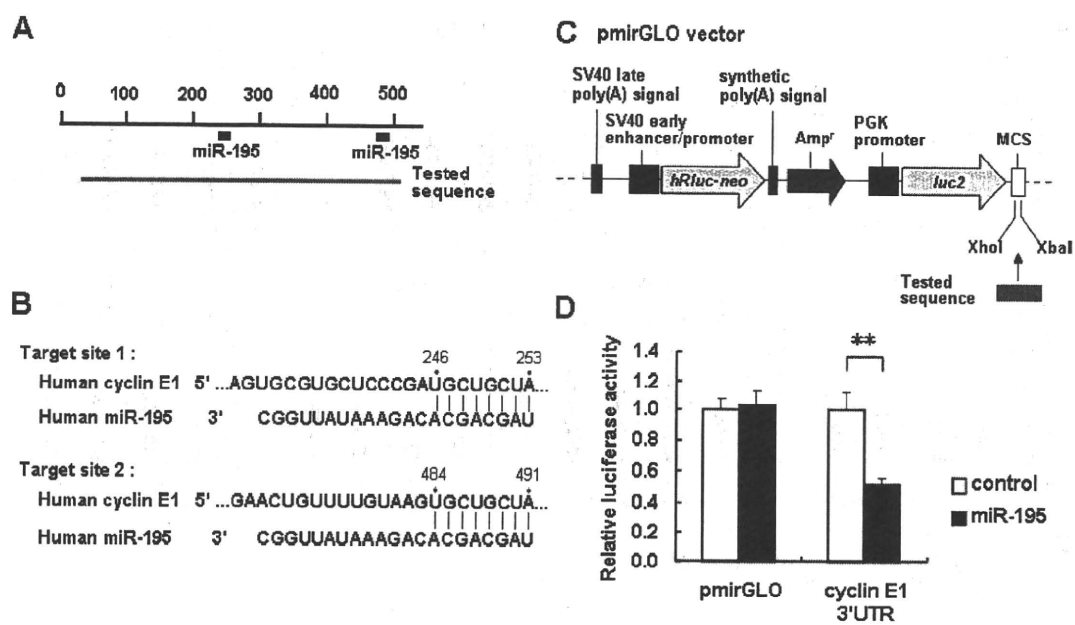 A
0 100 200 300 400 500
miR-195 miR-195
Tested
sequence
B
Target site 1 :
246 253
Human cyclin E1 5' ...AGUGCGUGCUCCCGAUGCUGCUA...
Human miR-195 3' CGGUUAUAAAGACACGACGAU
Target site 2 :
484 491
Human cyclin E1 5' ...GAACUGUUUUGUAAGUGCUGCUA...
Human miR-195 3' CGGUUAUAAAGACACGACGAU
C pmirGLO vector
SV40 late
poly(A) signal
synthetic
poly(A) signal
SV40 early
enhancer/promoter
Ampr
PGK
promoter
MCS
hRluc-neo
luc2
XhoI XbaI
Tested
sequence
D
**
Relative luciferase activity
1.4
1.2
1.0
0.8
0.6
0.4
0.2
0.0
pmirGLO
cyclin E1
3'UTR
control
miR-195